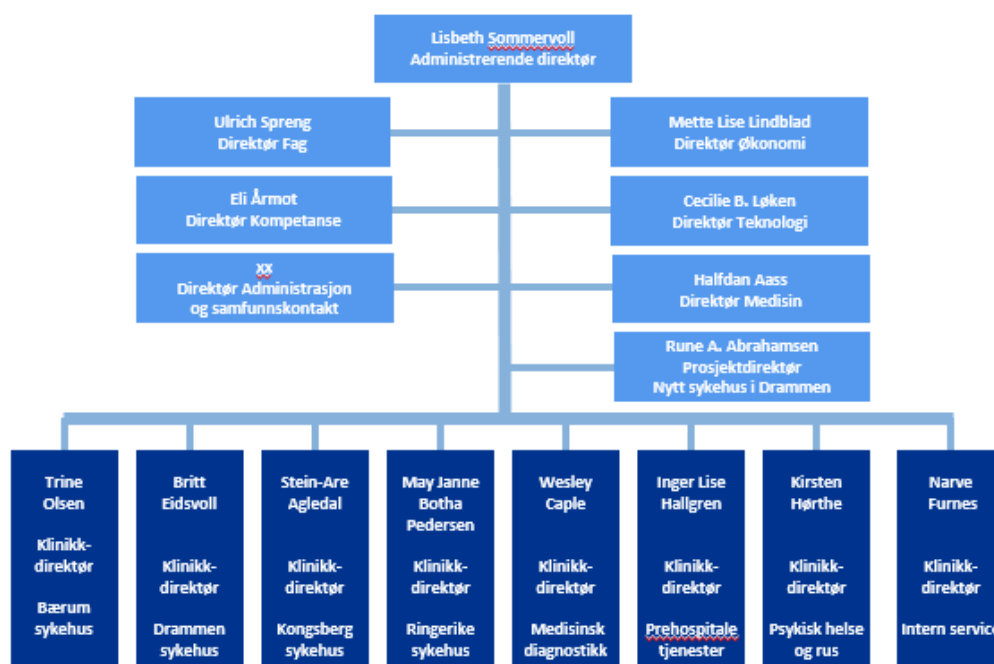 Lisbeth Sommervoll
Administrerende direktør
Ulrich Spreng
Direktør Fag
Mette Lise Lindblad
Direktør Økonomi
Eli Årmot
Direktør Kompetanse
Cecilie B. Løken
Direktør Teknologi
xx
Direktør Administrasjon
og samfunnskontakt
Halfdan Aass
Direktør Medisin
Rune A. Abrahamsen
Prosjektdirektør
Nytt sykehus i Drammen
Trine
Olsen
Klinikk-
direktør
Bærum
sykehus
Britt
Eidsvoll
Klinikk-
direktør
Drammen
sykehus
Stein-Are
Agledal
Klinikk-
direktør
Kongsberg
sykehus
May Janne
Botha
Pedersen
Klinikk-
direktør
Ringerike
sykehus
Wesley
Caple
Klinikk-
direktør
Medisinsk
diagnostikk
Inger Lise
Hallgren
Klinikk-
direktør
Prehospitale
tjenester
Kirsten
Hørthe
Klinikk-
direktør
Psykisk helse
og rus
Narve
Furnes
Klinikk-
direktør
Intern service